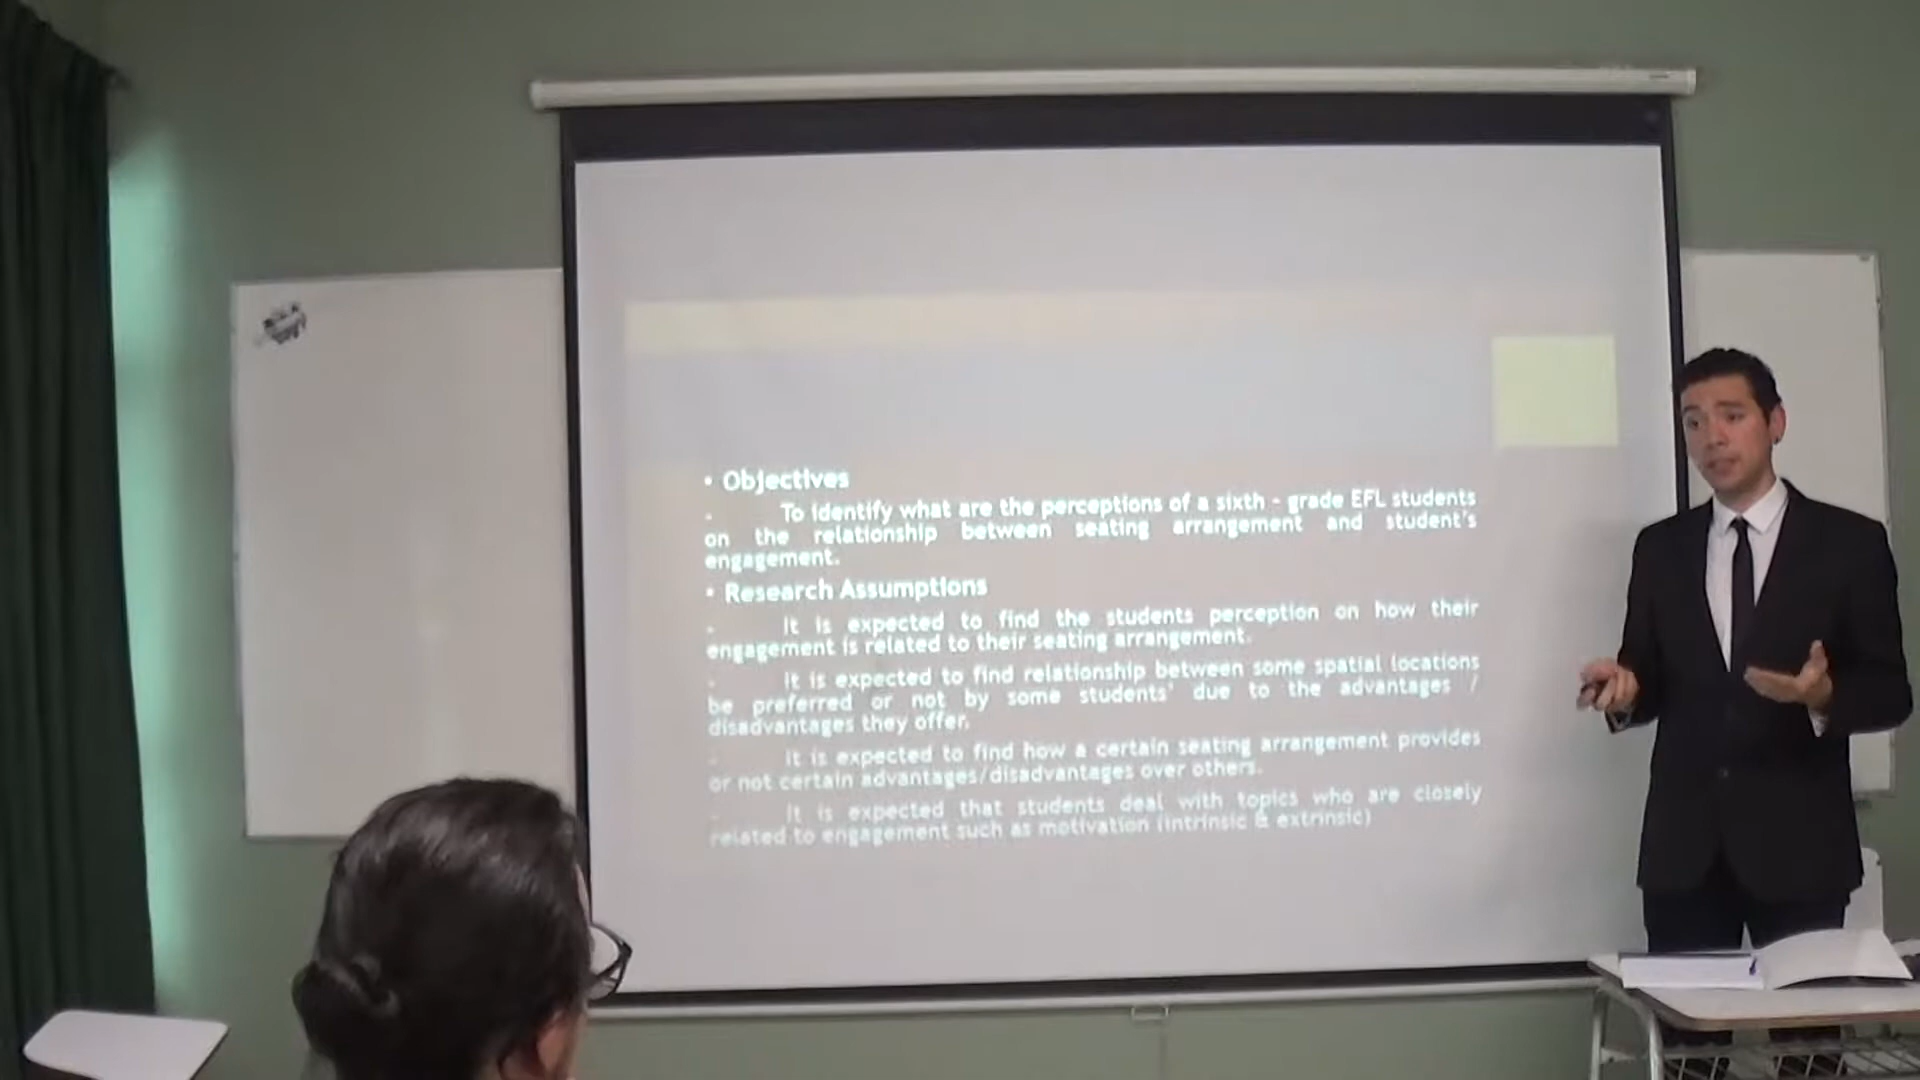 • Objectives
- To identify what are the perceptions of a sixth - grade EFL students
on the relationship between seating arrangement and student's
engagement.
• Research Assumptions
- It is expected to find the students perception on how their
engagement is related to their seating arrangement.
- It is expected to find relationship between some spatial locations
be preferred or not by some students' due to the advantages /
disadvantages they offer.
- It is expected to find how a certain seating arrangement provides
or not certain advantages/disadvantages over others.
- It is expected that students deal with topics who are closely
related to engagement such as motivation (intrinsic & extrinsic)